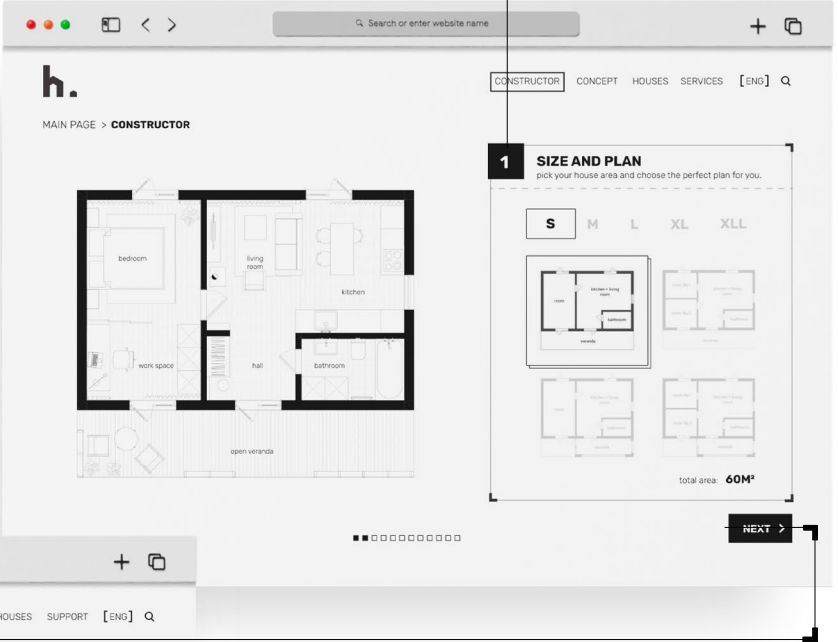 Search or enter website name
h.
CONSTRUCTOR CONCEPT HOUSES SERVICES [ENG]
MAIN PAGE > CONSTRUCTOR
1 SIZE AND PLAN
pick your house area and choose the perfect plan for you.
S M L XL XLL
bedroom
living
room
kitchen
work space
hall
bathroom
open veranda
room
kitchen + living
room
bathroom
veranda
total area: 60M²
NEXT >
HOUSES SUPPORT [ENG]